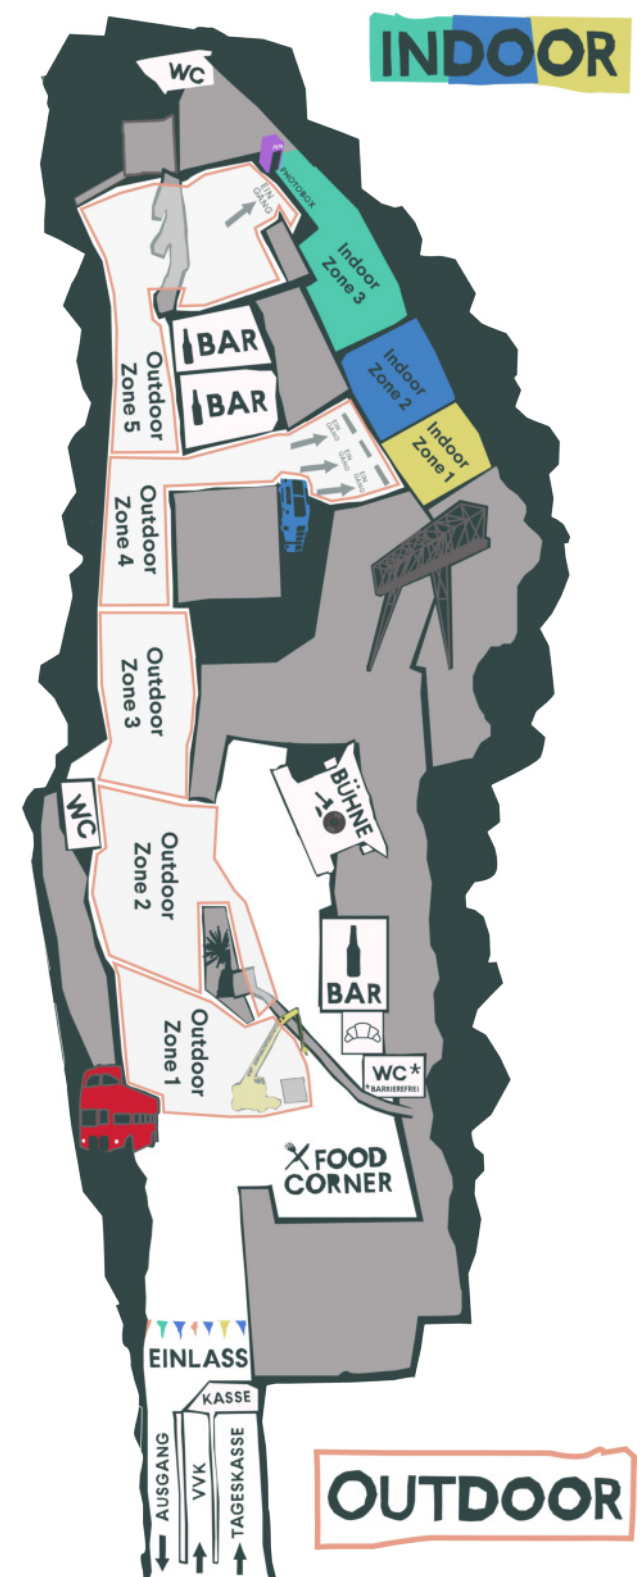 INDOOR
WC
PHOTOBOX
EIN
GANG
Indoor
Zone 3
BAR
Indoor
Zone 2
Outdoor
Zone 5
BAR
Indoor
Zone 1
EIN
GANG
EIN
GANG
EIN
GANG
Outdoor
Zone 4
Outdoor
Zone 3
BÜHNE
WC
Outdoor
Zone 2
BAR
Outdoor
Zone 1
WC*
*BARRIEREFREI
FOOD
CORNER
EINLASS
KASSE
AUSGANG
VVK
TAGESKASSE
OUTDOOR